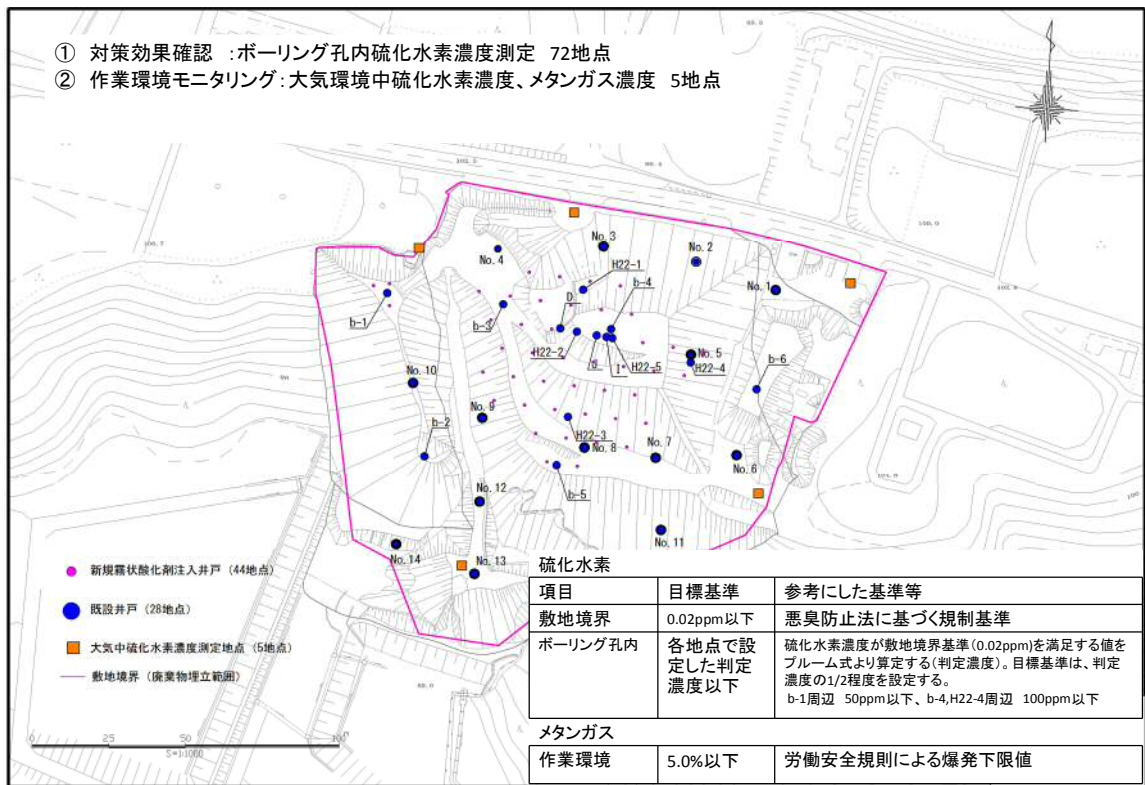 ① 対策効果確認 :ボーリング孔内硫化水素濃度測定 72地点
② 作業環境モニタリング:大気環境中硫化水素濃度、メタンガス濃度 5地点
No. 3
No. 2
No. 4
H22-1
b-4
No. 1
D
b-1
b-3
H22-2
I
H22-5
No. 5
H22-4
b-6
No. 10
No. 9
b-2
H22-3
No. 8
No. 7
No. 6
b-5
No. 12
No. 11
No. 14
No. 13
新規霧状酸化剤注入井戸 (44地点)
既設井戸 (28地点)
大気中硫化水素濃度測定地点 (5地点)
敷地境界 (廃棄物埋立範囲)
0 25 50 100m
S=1:1000
硫化水素
項目 目標基準 参考にした基準等
敷地境界 0.02ppm以下 悪臭防止法に基づく規制基準
ボーリング孔内 各地点で設定した判定濃度以下
硫化水素濃度が敷地境界基準(0.02ppm)を満足する値を
プルーム式より算定する(判定濃度)。目標基準は、判定
濃度の1/2程度を設定する。
b-1周辺 50ppm以下、b-4,H22-4周辺 100ppm以下
メタンガス
作業環境 5.0%以下 労働安全規則による爆発下限値